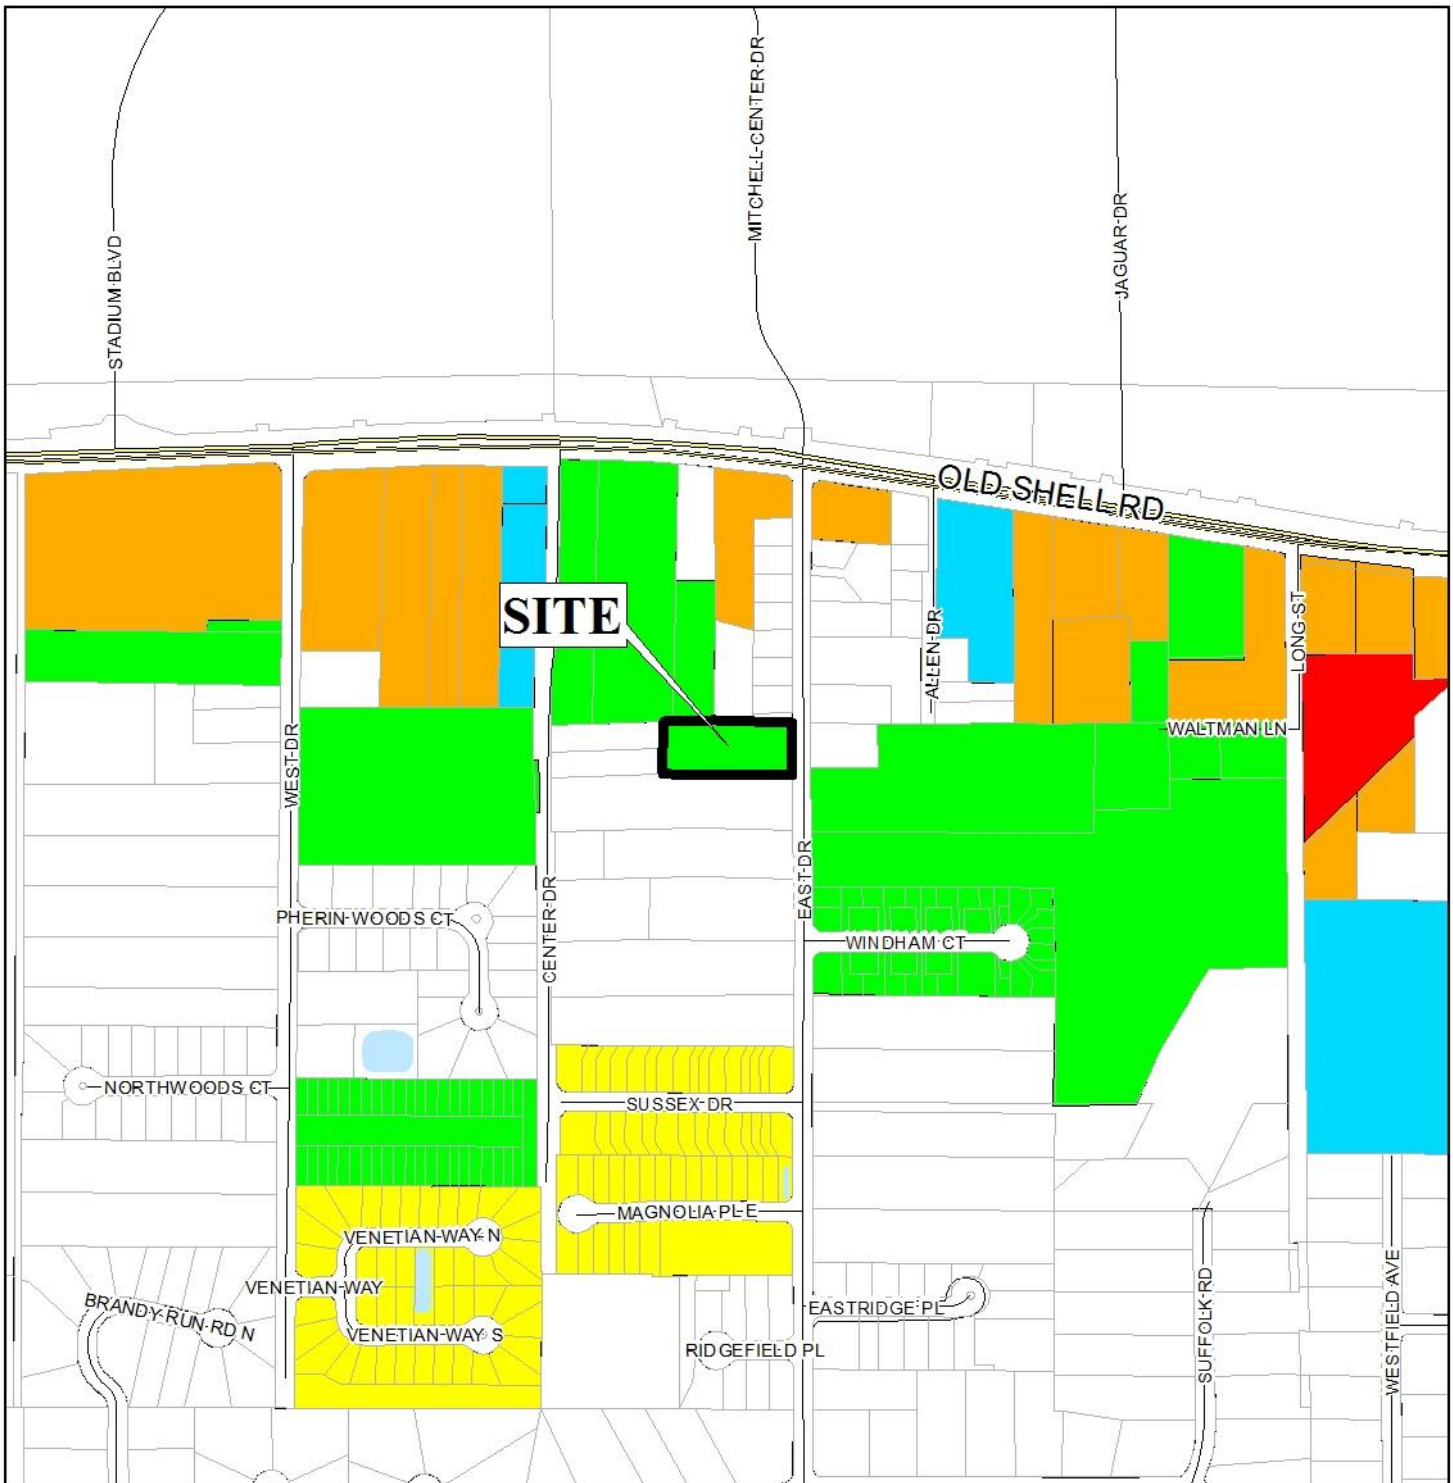 STADIUM BLVD
MITCHELL CENTER DR
JAGUAR DR
OLD SHELL RD
SITE
ALLEN DR
LONG ST
WEST DR
WALTMAN LN
CENTER DR
EAST DR
PHERIN WOODS CT
WINDHAM CT
NORTHWOODS CT
SUSSEX DR
MAGNOLIA PL E
VENETIAN WAY N
VENETIAN WAY
BRANDY RUN RD N
VENETIAN WAY S
EASTRIDGE PL
RIDGEFIELD PL
SUFFOLK RD
WESTFIELD AVE